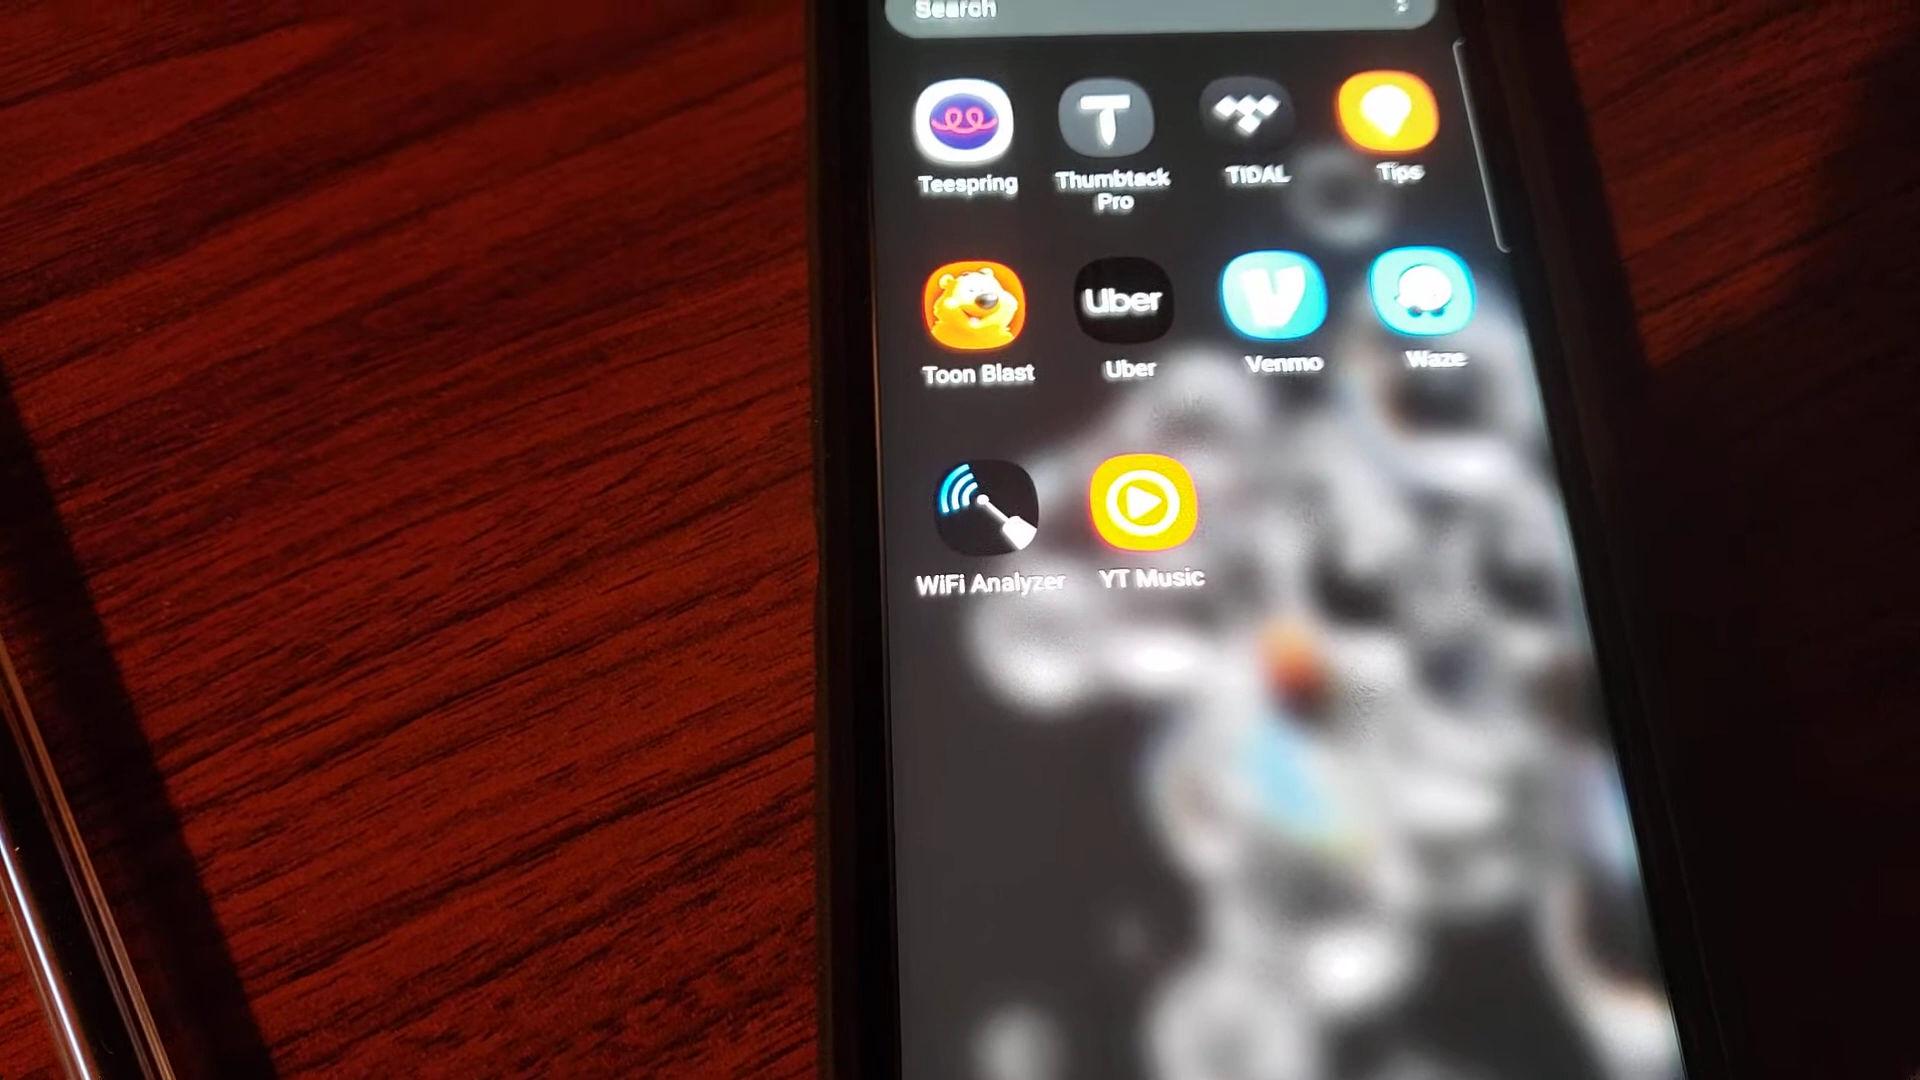 Search
Teespring
Thumbtack
Pro
TIDAL
Tips
Uber
Toon Blast
Uber
Venmo
Waze
WiFi Analyzer
YT Music